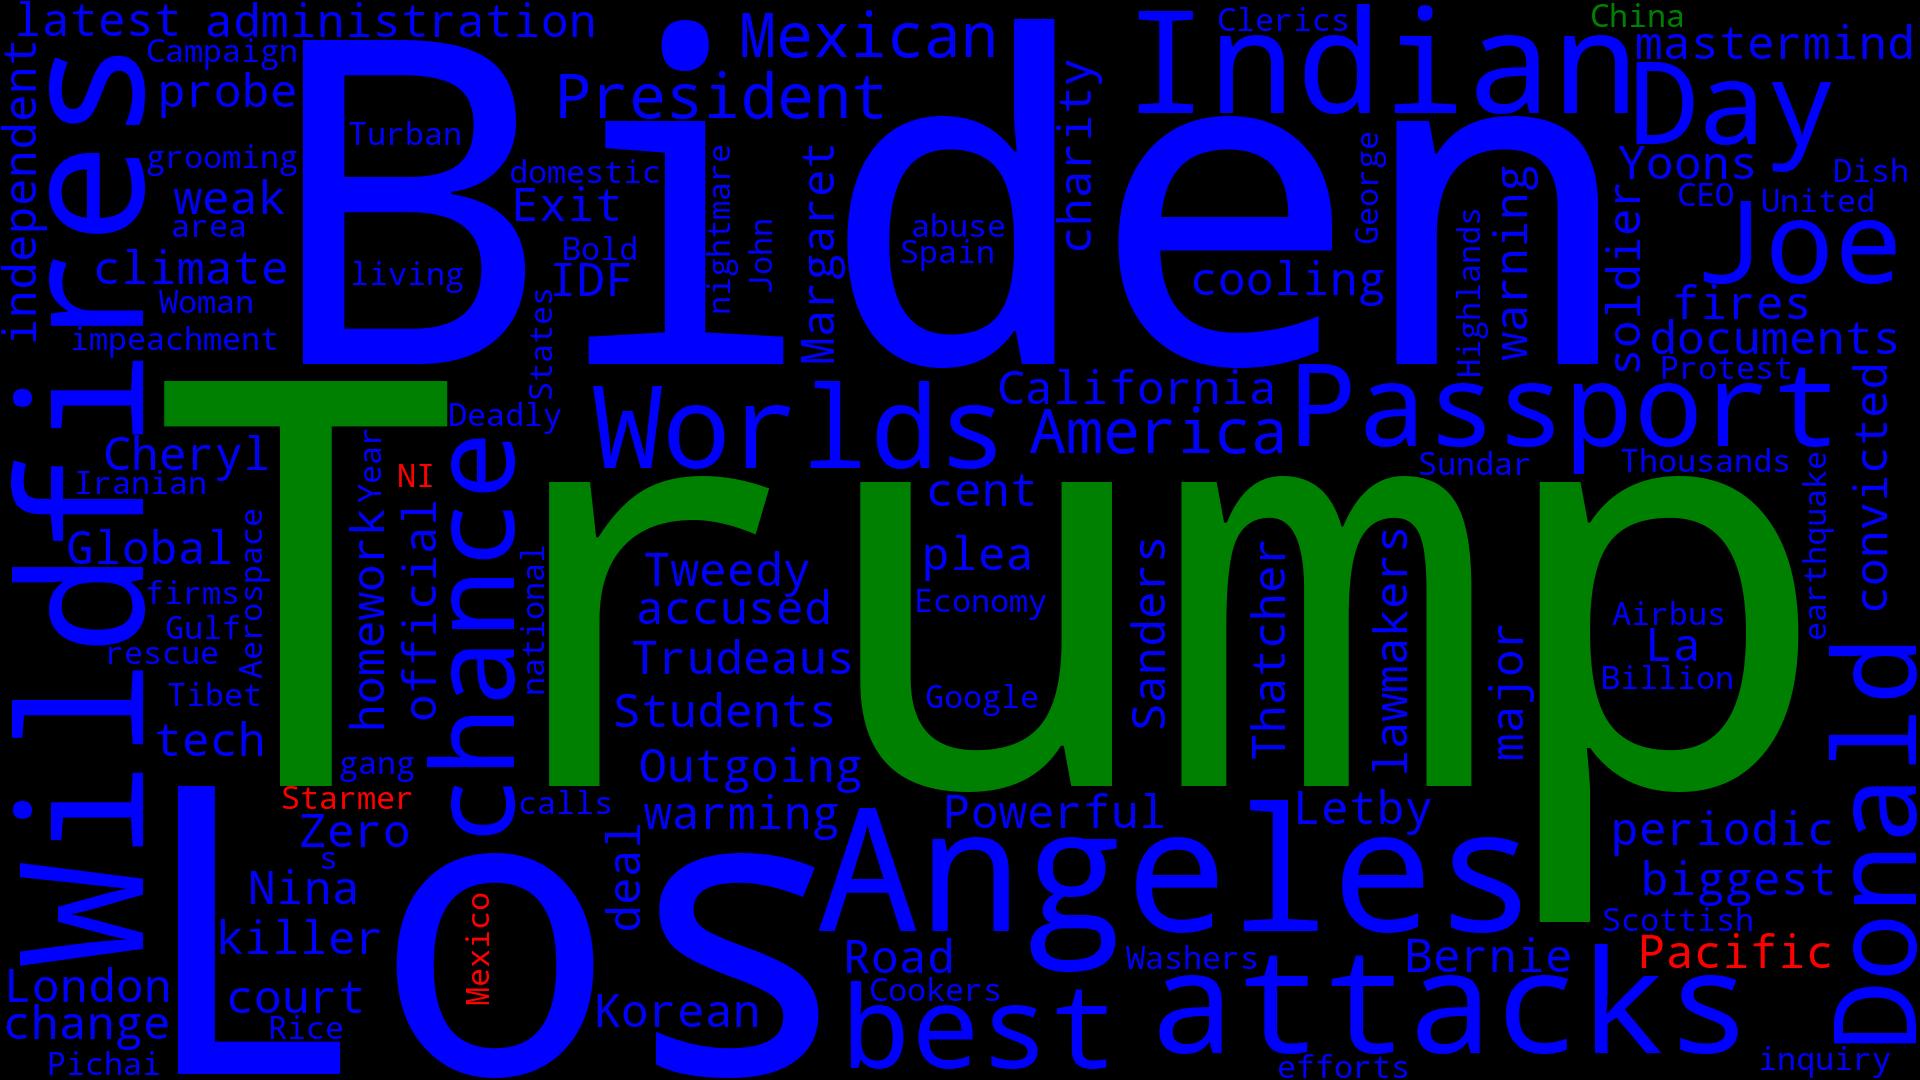 latest administration
Campaign
probe
Mexican
President
Indian
Clerics
China
mastermind
Day
independent
wildfires
Biden
Turban
grooming
weak
area
climate
Woman
impeachment
living
domestic
Exit
Bold
IDF
States
nightmare
John
Margaret
abuse
Spain
charity
cooling
George
Highlands
warning
soldier
Yoons
Dish
CEO
United
Joe
fires
documents
Protest
Trump
Deadly
Worlds
California
America
Passport
Sundar
Thousands
convicted
earthquake
Cheryl
Iranian
Global
firms
Aerospace
Gulf
rescue
Tibet
tech
Year
homework
NI
official
chance
national
gang
Tweedy
accused
Trudeaus
Students
Outgoing
warming
cent
plea
Economy
Google
Sanders
Thatcher
lawmakers
major
Airbus
La
Billion
Donald
Starmer
Zero
s
Nina
killer
court
Rice
London
change
Pichai
Los
Mexico
calls
deal
Korean
Angeles
Powerful
Letby
periodic
biggest
Scottish
Pacific
Road
Cookers
best
Washers
attacks
Bernie
efforts
inquiry